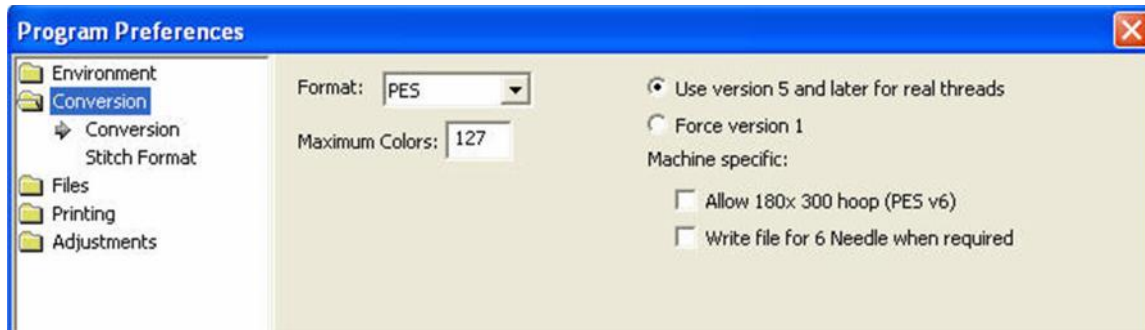 Program Preferences
Environment
Conversion
Conversion
Stitch Format
Files
Printing
Adjustments
Format: PES
Maximum Colors: 127
Use version 5 and later for real threads
Force version 1
Machine specific:
Allow 180x 300 hoop (PES v6)
Write file for 6 Needle when required